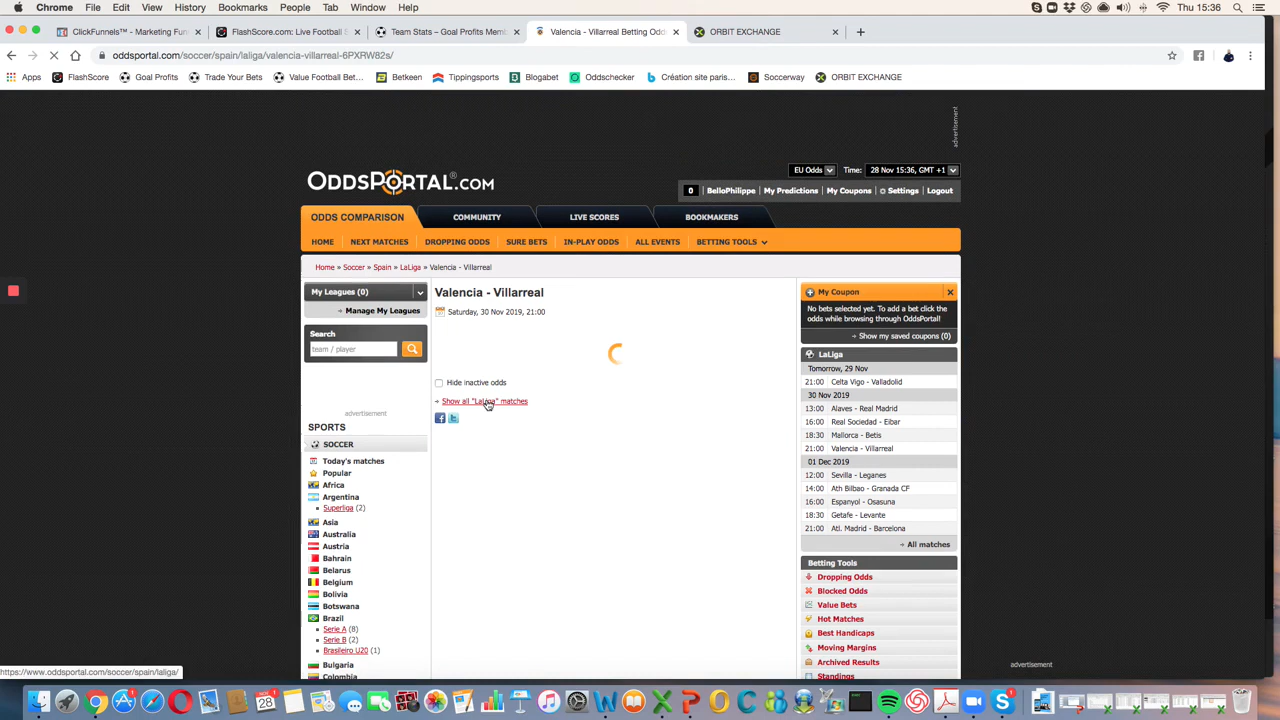 Chrome File Edit View History Bookmarks People Tab Window Help Thu 15:36
ClickFunnels™ - Marketing Fun FlashScore.com: Live Football S Team Stats – Goal Profits Memb Valencia - Villarreal Betting Odd ORBIT EXCHANGE
oddsportal.com/soccer/spain/laliga/valencia-villarreal-6PXRW82s/
Apps FlashScore Goal Profits Trade Your Bets Value Football Bet... Betkeen Tippingsports Blogabet Oddschecker Création site paris... Soccerway ORBIT EXCHANGE
advertisement
EU Odds Time: 28 Nov 15:36, GMT +1
ODDSPORTAL.COM
0 BelloPhilippe My Predictions My Coupons Settings Logout
ODDS COMPARISON COMMUNITY LIVE SCORES BOOKMAKERS
HOME NEXT MATCHES DROPPING ODDS SURE BETS IN-PLAY ODDS ALL EVENTS BETTING TOOLS
Home » Soccer » Spain » LaLiga » Valencia - Villarreal
My Leagues (0)
Manage My Leagues
Search
team / player
advertisement
SPORTS
SOCCER
Today's matches
Popular
Africa
Argentina
Superliga (2)
Asia
Australia
Austria
Bahrain
Belarus
Belgium
Bolivia
Botswana
Brazil
Serie A (8)
Serie B (2)
Brasileiro U20 (1)
Bulgaria
Colombia
Valencia - Villarreal
Saturday, 30 Nov 2019, 21:00
Hide inactive odds
Show all "LaLiga" matches
My Coupon
No bets selected yet. To add a bet click the
odds while browsing through OddsPortal!
Show my saved coupons (0)
LaLiga
Tomorrow, 29 Nov
21:00 Celta Vigo - Valladolid
30 Nov 2019
13:00 Alaves - Real Madrid
16:00 Real Sociedad - Eibar
18:30 Mallorca - Betis
21:00 Valencia - Villarreal
01 Dec 2019
12:00 Sevilla - Leganes
14:00 Ath Bilbao - Granada CF
16:00 Espanyol - Osasuna
18:30 Getafe - Levante
21:00 Atl. Madrid - Barcelona
All matches
Betting Tools
Dropping Odds
Blocked Odds
Value Bets
Hot Matches
Best Handicaps
Moving Margins
Archived Results
Standings
advertisement
https://www.oddsportal.com/soccer/spain/laliga/